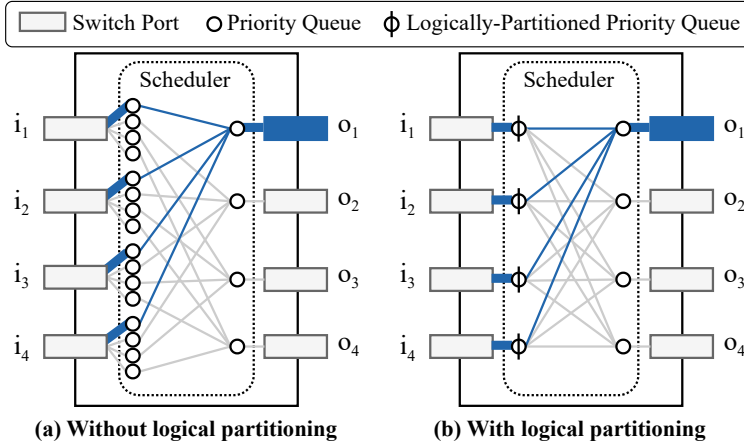 Switch Port Priority Queue Logically-Partitioned Priority Queue
Scheduler
i1
i2
i3
i4
o1
o2
o3
o4
(a) Without logical partitioning
Scheduler
i1
i2
i3
i4
o1
o2
o3
o4
(b) With logical partitioning